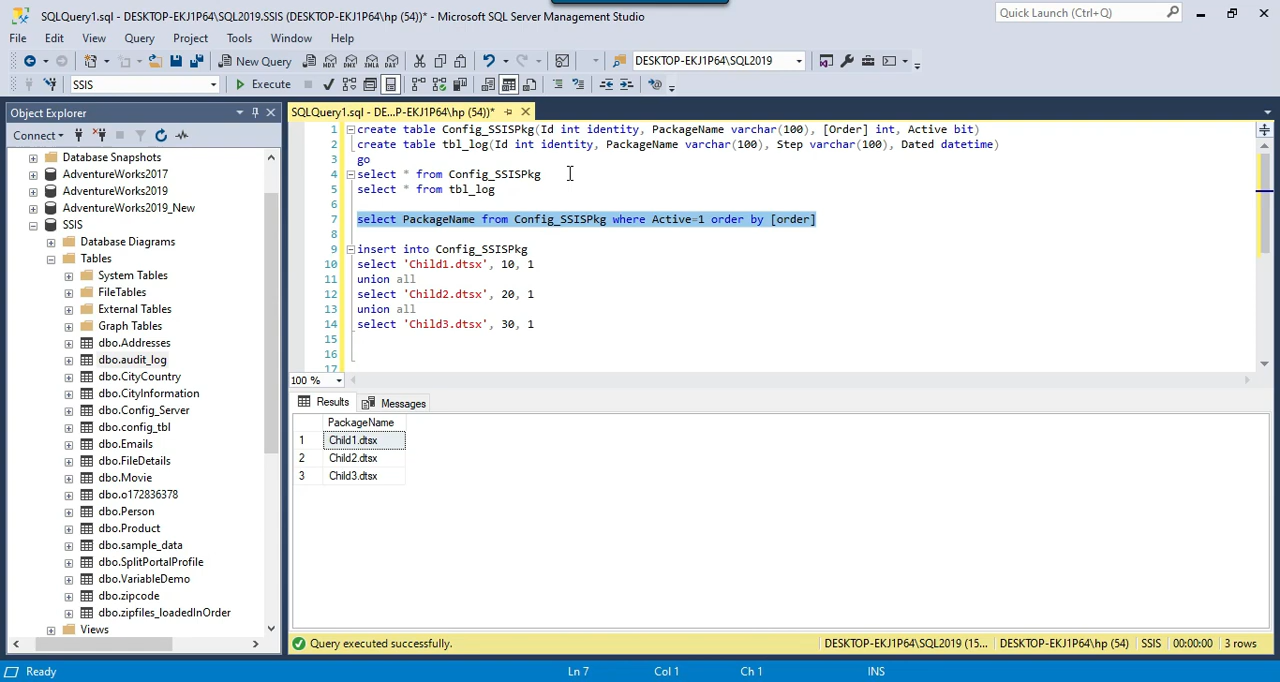 SQLQuery1.sql - DESKTOP-EKJ1P64\SQL2019.SSIS (DESKTOP-EKJ1P64\hp (54))* - Microsoft SQL Server Management Studio
Quick Launch (Ctrl+Q)
File Edit View Query Project Tools Window Help
New Query
MDX DMX XMLA DAX
DESKTOP-EKJ1P64\SQL2019
SSIS
Execute
Object Explorer
SQLQuery1.sql - DE...P-EKJ1P64\hp (54))*
Connect
Database Snapshots
AdventureWorks2017
AdventureWorks2019
AdventureWorks2019_New
SSIS
Database Diagrams
Tables
System Tables
FileTables
External Tables
Graph Tables
dbo.Addresses
dbo.audit_log
dbo.CityCountry
dbo.CityInformation
dbo.Config_Server
dbo.config_tbl
dbo.Emails
dbo.FileDetails
dbo.Movie
dbo.o172836378
dbo.Person
dbo.Product
dbo.sample_data
dbo.SplitPortalProfile
dbo.VariableDemo
dbo.zipcode
dbo.zipfiles_loadedInOrder
Views
1 create table Config_SSISPkg(Id int identity, PackageName varchar(100), [Order] int, Active bit)
2 create table tbl_log(Id int identity, PackageName varchar(100), Step varchar(100), Dated datetime)
3 go
4 select * from Config_SSISPkg
5 select * from tbl_log
6
7 select PackageName from Config_SSISPkg where Active=1 order by [order]
8
9 insert into Config_SSISPkg
10 select 'Child1.dtsx', 10, 1
11 union all
12 select 'Child2.dtsx', 20, 1
13 union all
14 select 'Child3.dtsx', 30, 1
15
16
17
100 %
Results Messages
PackageName
1 Child1.dtsx
2 Child2.dtsx
3 Child3.dtsx
Query executed successfully.
DESKTOP-EKJ1P64\SQL2019 (15... DESKTOP-EKJ1P64\hp (54) SSIS 00:00:00 3 rows
Ready Ln 7 Col 1 Ch 1 INS